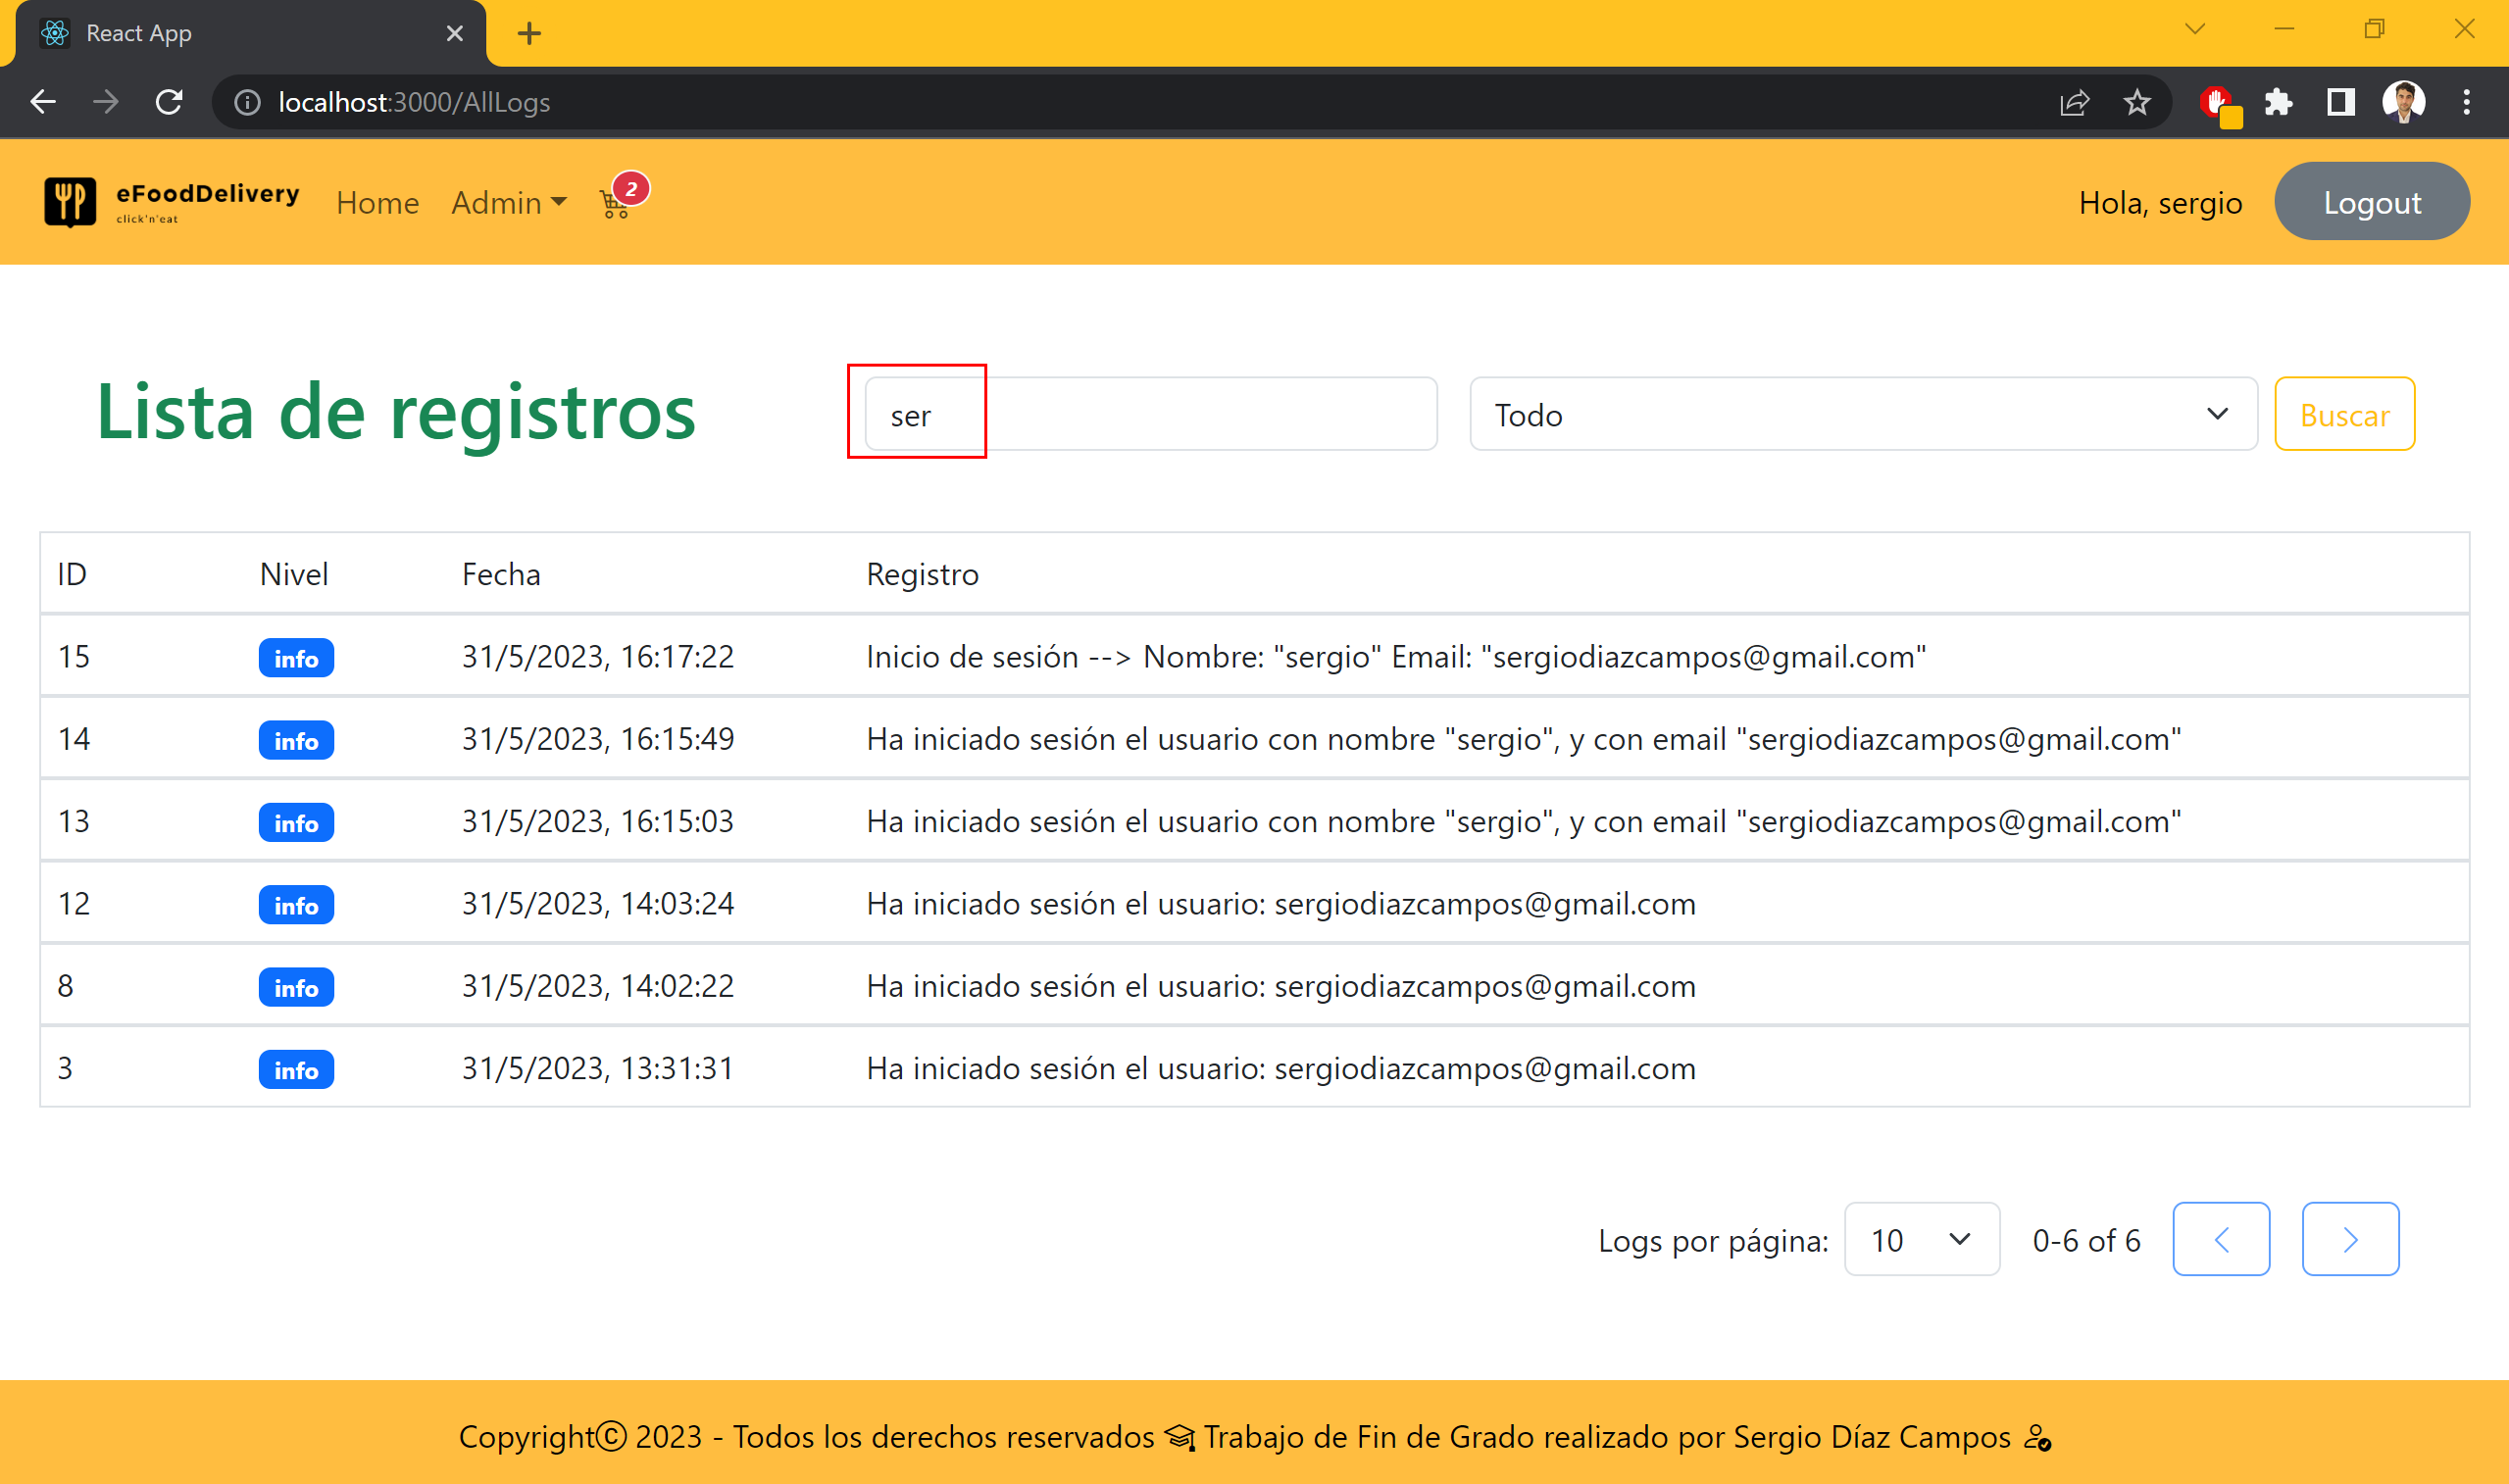 React App
localhost:3000/AllLogs
eFoodDelivery
click'n'eat
Home Admin 2 Hola, sergio Logout
Lista de registros ser Todo Buscar
ID Nivel Fecha Registro
15 info 31/5/2023, 16:17:22 Inicio de sesión --> Nombre: "sergio" Email: "sergiodiazcampos@gmail.com"
14 info 31/5/2023, 16:15:49 Ha iniciado sesión el usuario con nombre "sergio", y con email "sergiodiazcampos@gmail.com"
13 info 31/5/2023, 16:15:03 Ha iniciado sesión el usuario con nombre "sergio", y con email "sergiodiazcampos@gmail.com"
12 info 31/5/2023, 14:03:24 Ha iniciado sesión el usuario: sergiodiazcampos@gmail.com
8 info 31/5/2023, 14:02:22 Ha iniciado sesión el usuario: sergiodiazcampos@gmail.com
3 info 31/5/2023, 13:31:31 Ha iniciado sesión el usuario: sergiodiazcampos@gmail.com
Logs por página: 10 0-6 of 6
Copyright© 2023 - Todos los derechos reservados Trabajo de Fin de Grado realizado por Sergio Díaz Campos